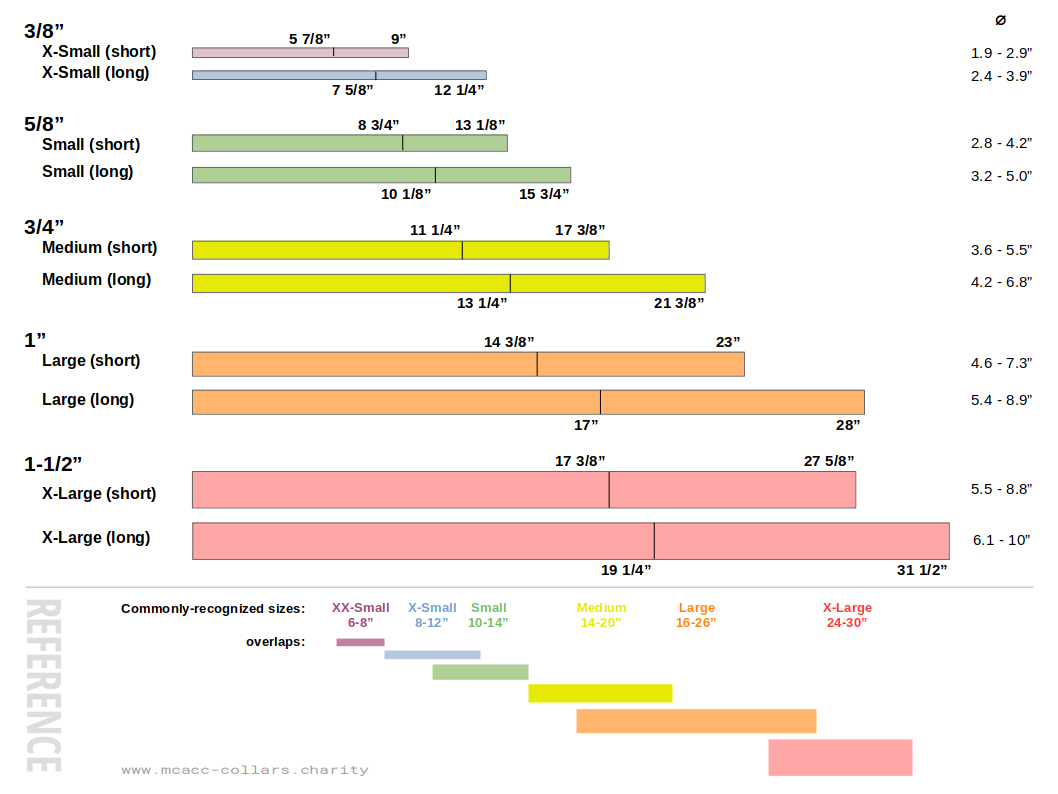 ⌀
3/8”
5 7/8” 9”
X-Small (short) 1.9 - 2.9”
X-Small (long) 2.4 - 3.9”
7 5/8” 12 1/4”
5/8”
8 3/4” 13 1/8”
Small (short) 2.8 - 4.2”
Small (long) 3.2 - 5.0”
10 1/8” 15 3/4”
3/4”
11 1/4” 17 3/8”
Medium (short) 3.6 - 5.5”
Medium (long) 4.2 - 6.8”
13 1/4” 21 3/8”
1”
14 3/8” 23”
Large (short) 4.6 - 7.3”
Large (long) 5.4 - 8.9”
17” 28”
1-1/2”
17 3/8” 27 5/8”
X-Large (short) 5.5 - 8.8”
X-Large (long) 6.1 - 10”
19 1/4” 31 1/2”
REFERENCE
Commonly-recognized sizes: XX-Small X-Small Small Medium Large X-Large
6-8” 8-12” 10-14” 14-20” 16-26” 24-30”
overlaps:
www.mcacc-collars.charity